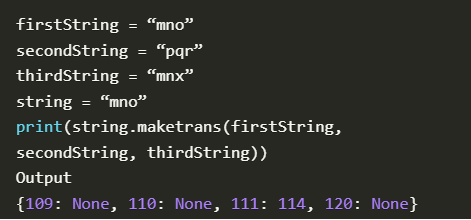 firstString = “mno”
secondString = “pqr”
thirdString = “mnx”
string = “mno”
print(string.maketrans(firstString,
secondString, thirdString))
Output
{109: None, 110: None, 111: 114, 120: None}